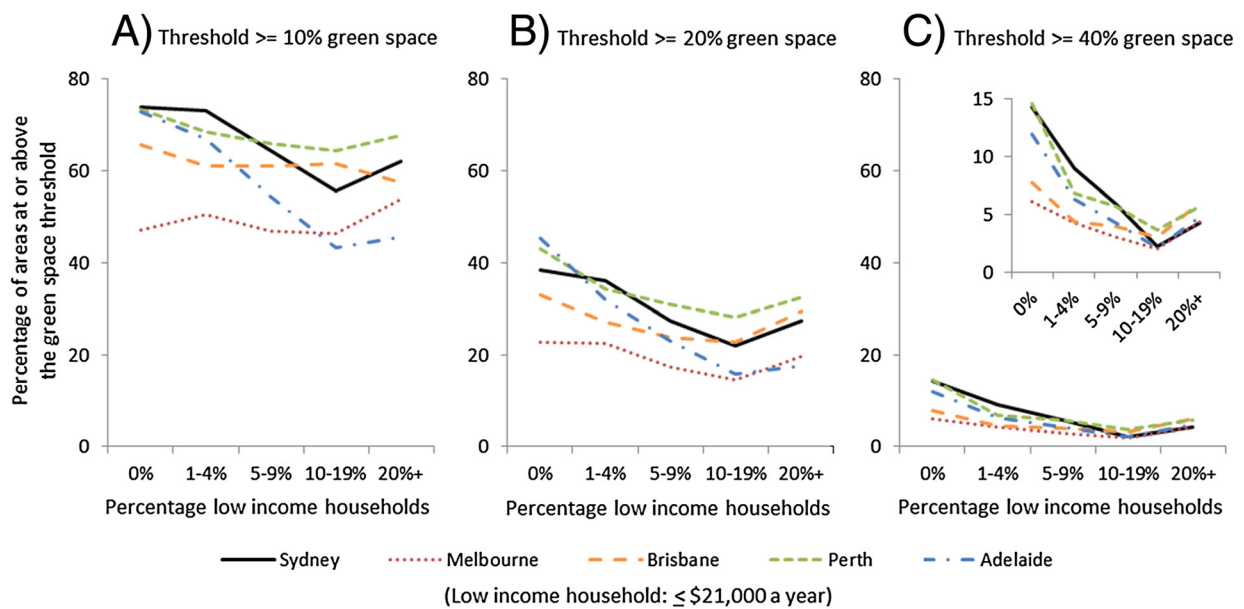 A) Threshold >= 10% green space
B) Threshold >= 20% green space
C) Threshold >= 40% green space
Percentage of areas at or above
the green space threshold
80
60
40
20
0
0% 1-4% 5-9% 10-19% 20%+
Percentage low income households
80
60
40
20
0
0% 1-4% 5-9% 10-19% 20%+
Percentage low income households
80
60
40
20
0
0% 1-4% 5-9% 10-19% 20%+
Percentage low income households
15
10
5
0
0% 1-4% 5-9% 10-19% 20%+
Sydney Melbourne Brisbane Perth Adelaide
(Low income household: ≤ $21,000 a year)